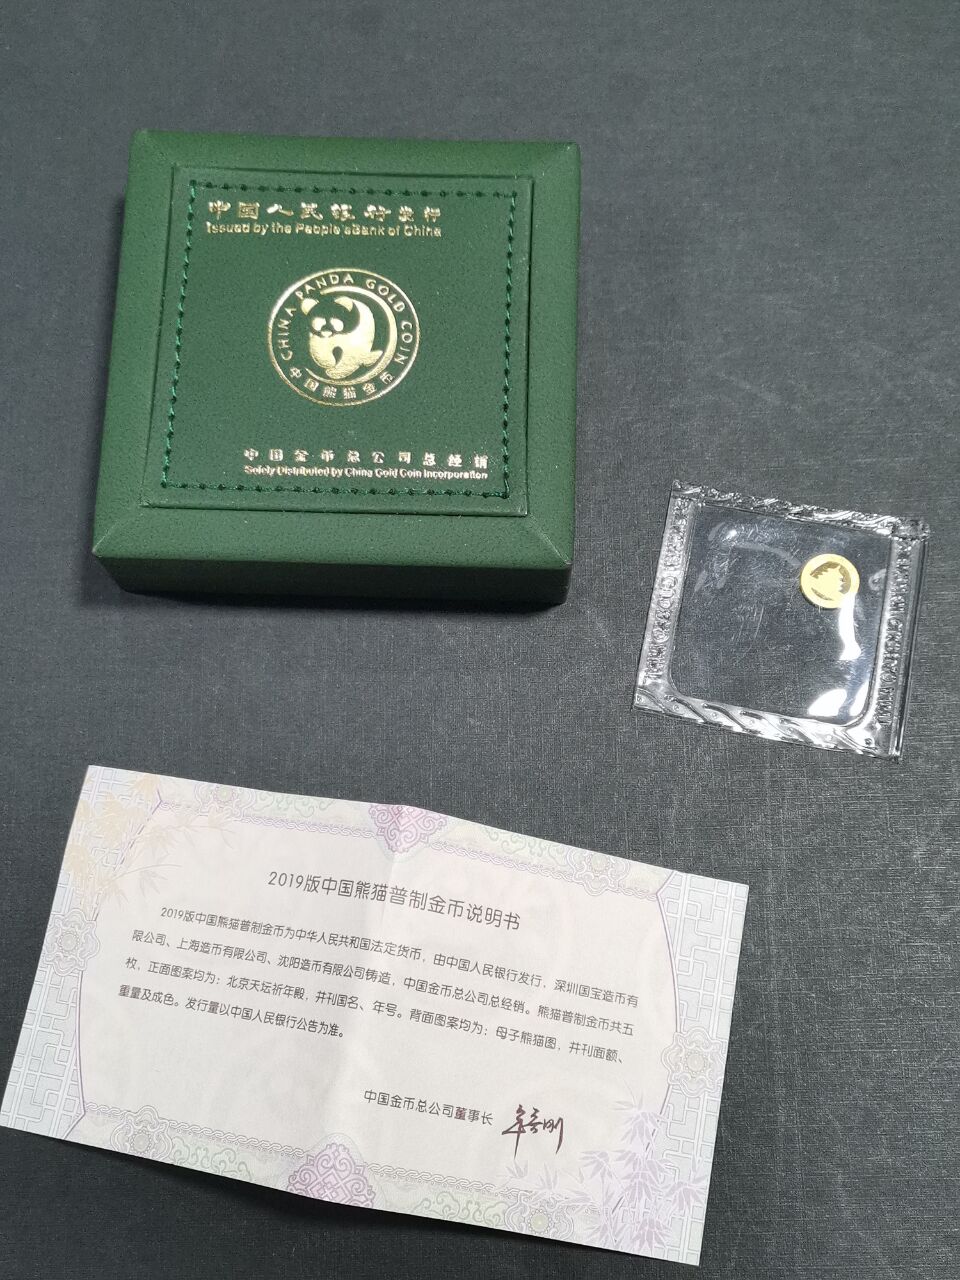 中国人民银行发行
Issued by the People'sBank of China
CHINA PANDA GOLD COIN
中国熊猫金币
中国金币总公司总经销
Solely Distributed by China Gold Coin Incorporation
2019版中国熊猫普制金币说明书
2019版中国熊猫普制金币为中华人民共和国法定货币，由中国人民银行发行，深圳国宝造币有
限公司、上海造币有限公司、沈阳造币有限公司铸造，中国金币总公司总经销。熊猫普制金币共五
枚，正面图案均为：北京天坛祈年殿，并刊国名、年号。背面图案均为：母子熊猫图，并刊面额、
重量及成色。发行量以中国人民银行公告为准。
中国金币总公司董事长